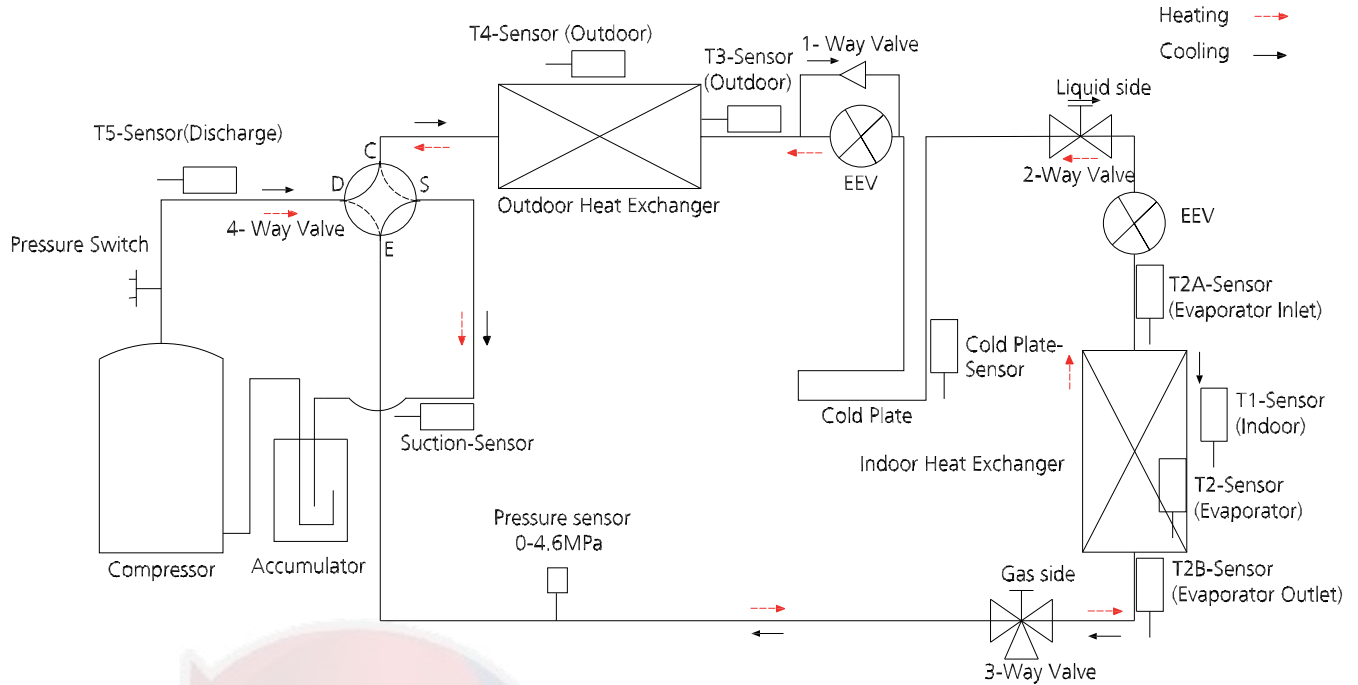 Heating
Cooling
T4-Sensor (Outdoor)
1- Way Valve
T3-Sensor
(Outdoor)
Liquid side
T5-Sensor(Discharge)
C
D
S
E
4- Way Valve
Outdoor Heat Exchanger
EEV
2-Way Valve
EEV
Pressure Switch
T2A-Sensor
(Evaporator Inlet)
Cold Plate-
Sensor
Cold Plate
T1-Sensor
(Indoor)
Suction-Sensor
Indoor Heat Exchanger
T2-Sensor
(Evaporator)
Pressure sensor
0-4.6MPa
Compressor
Accumulator
Gas side
T2B-Sensor
(Evaporator Outlet)
3-Way Valve